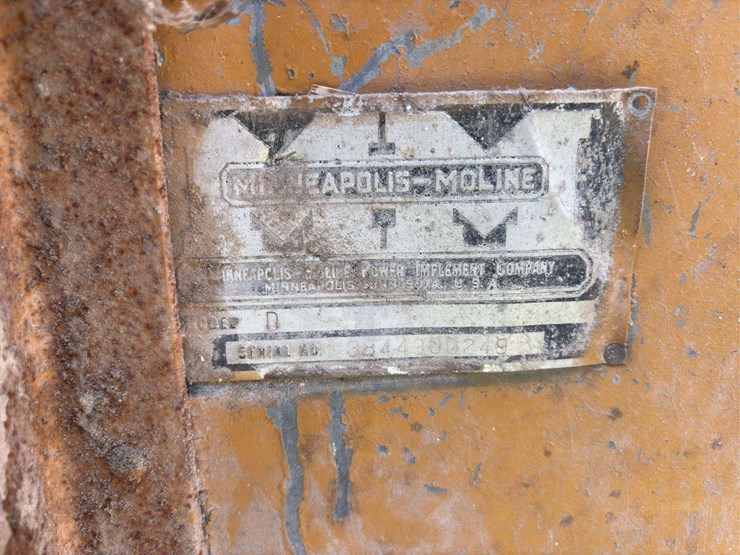 MINNEAPOLIS-MOLINE
MINNEAPOLIS-MOLINE POWER IMPLEMENT COMPANY
MINNEAPOLIS MINNESOTA, U.S.A.
MODEL D
SERIAL NO.